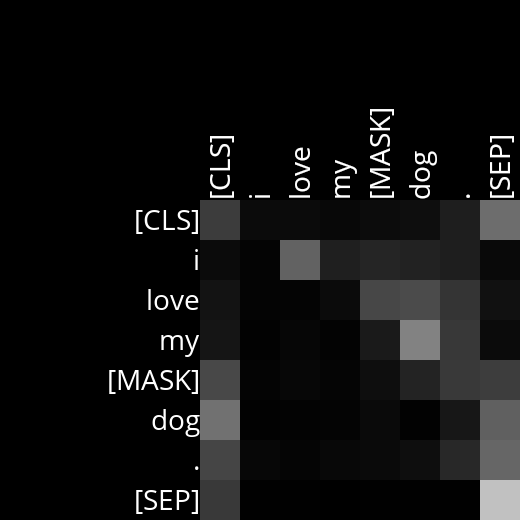 [CLS]
i
love
my
[MASK]
dog
.
[SEP]
[CLS]
i
love
my
[MASK]
dog
.
[SEP]